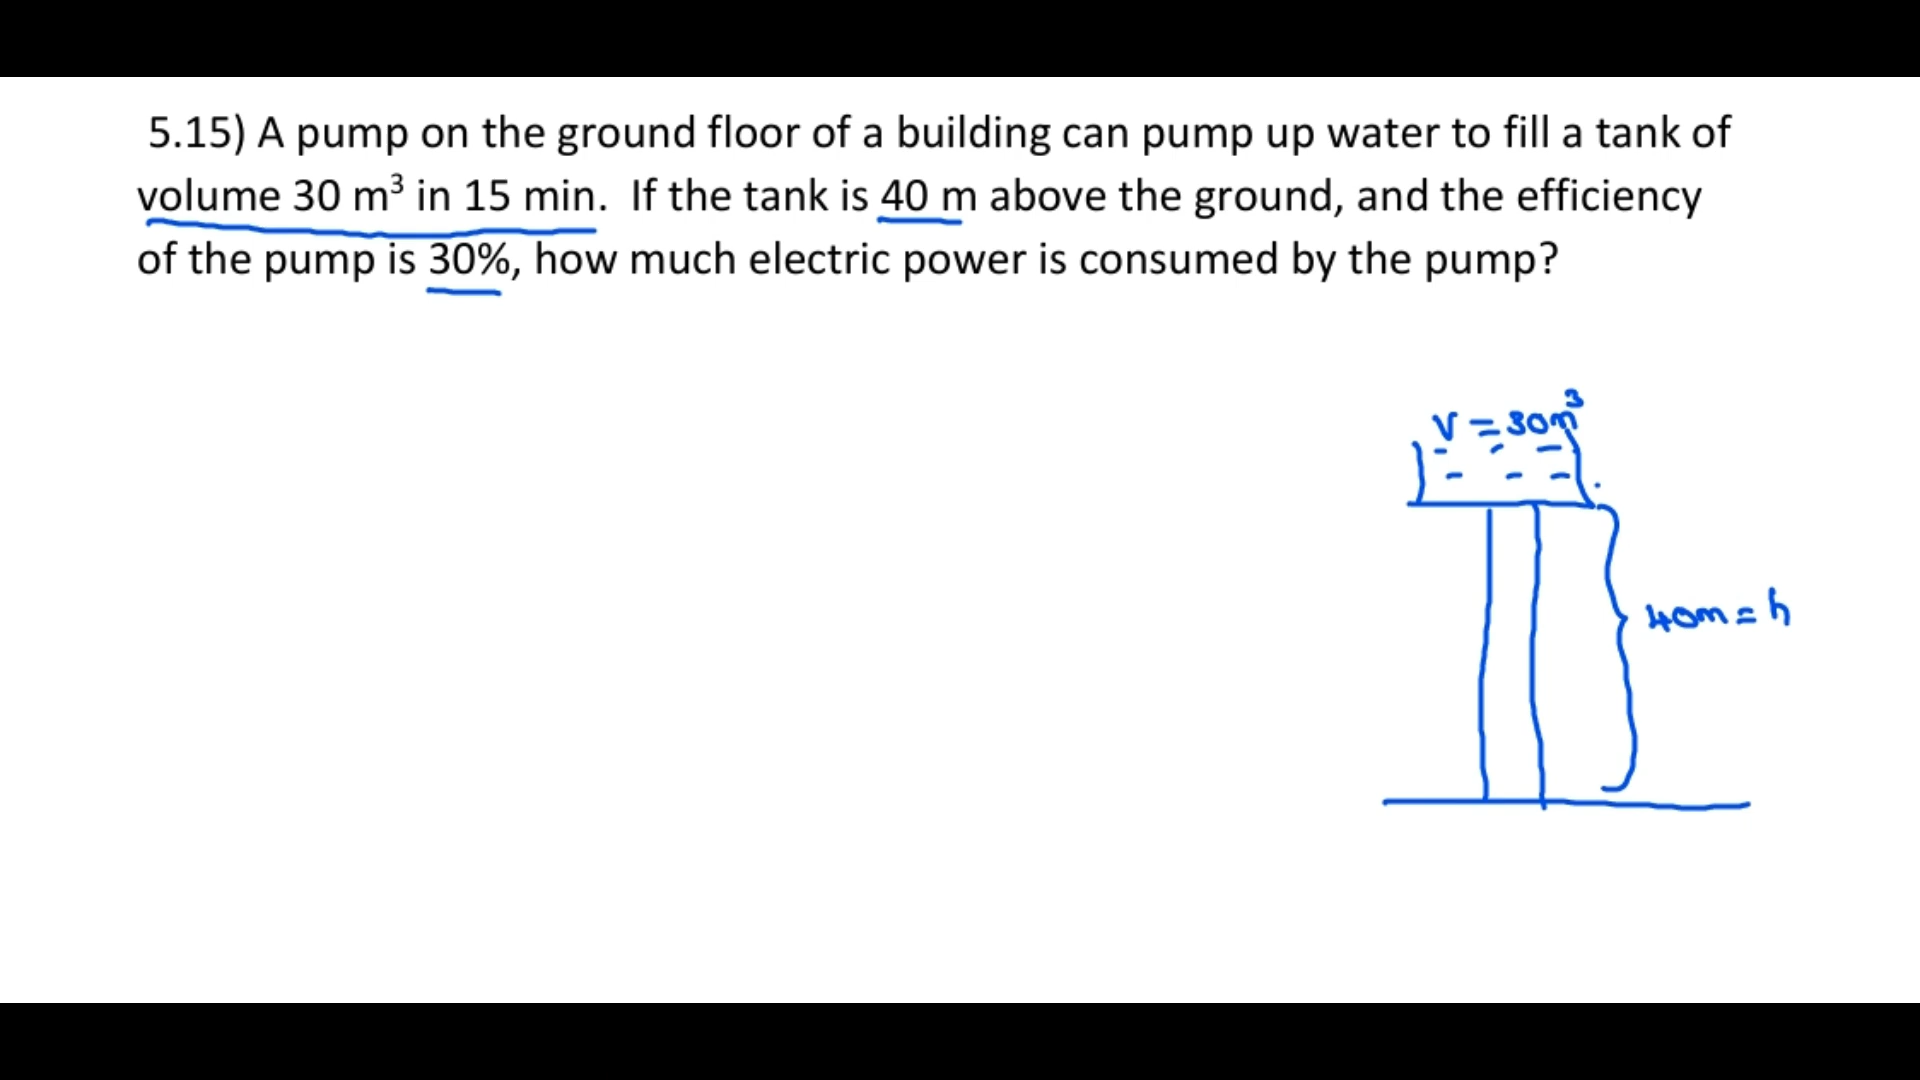 5.15) A pump on the ground floor of a building can pump up water to fill a tank of
volume 30 m³ in 15 min. If the tank is 40 m above the ground, and the efficiency
of the pump is 30%, how much electric power is consumed by the pump?
V = 30m³
40m = h